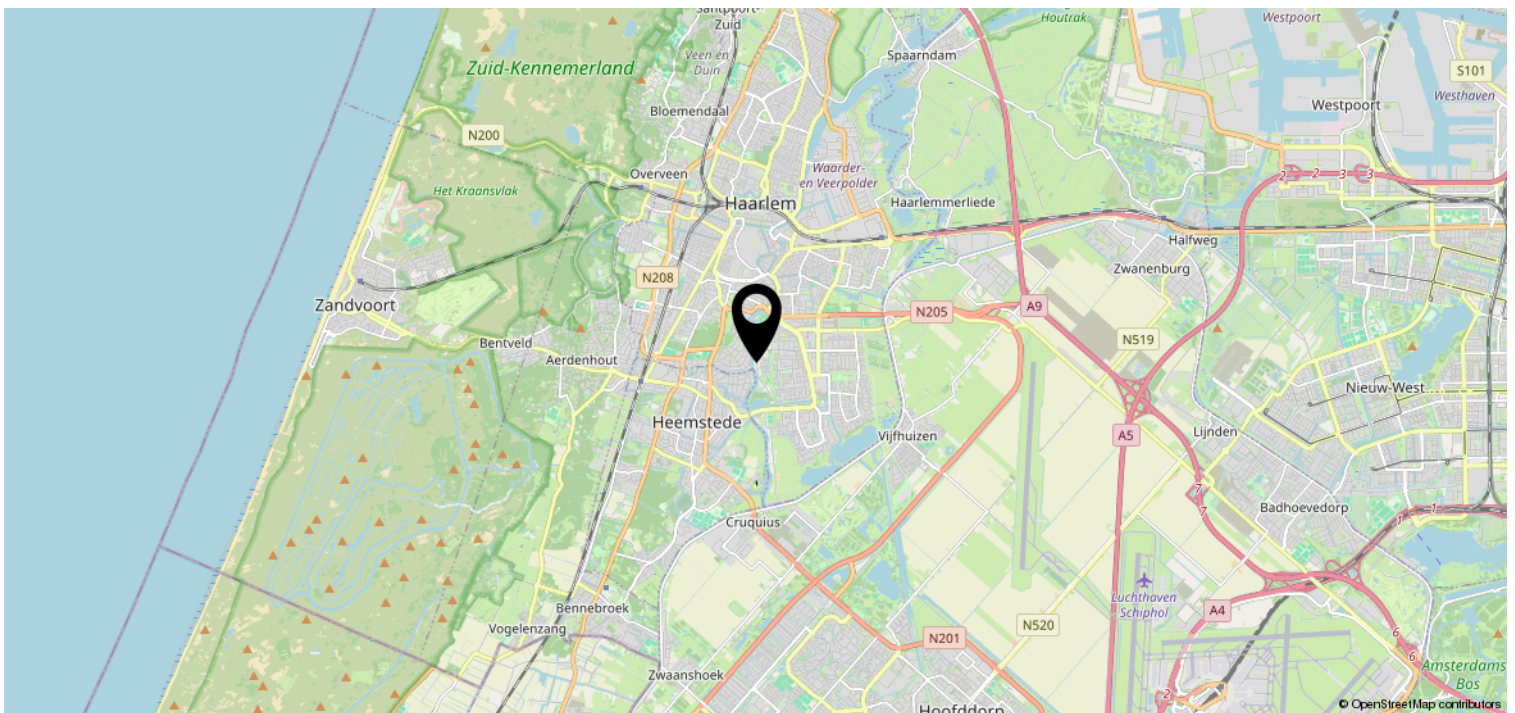 Santpoort-
Zuid
Houtrak
Westpoort
Spaarndam
Veen en
Duin
Zuid-Kennemerland
S101
Westhaven
Westpoort
Bloemendaal
N200
Overveen
Waarder-
en Veerpolder
2
2
3
3
Het Kraansvlak
Haarlem
Haarlemmerliede
Halfweg
Zwanenburg
N208
Zandvoort
A9
N205
N519
Bentveld
Aerdenhout
Nieuw-West
Heemstede
Vijfhuizen
A5
Lijnden
7
7
Badhoevedorp
1
1
Cruquius
Luchthaven
Schiphol
A4
Bennebroek
Vogelenzang
N201
N520
6
6
Zwaanshoek
Amsterdams
Bos
2
Hoofddorp
© OpenStreetMap contributors